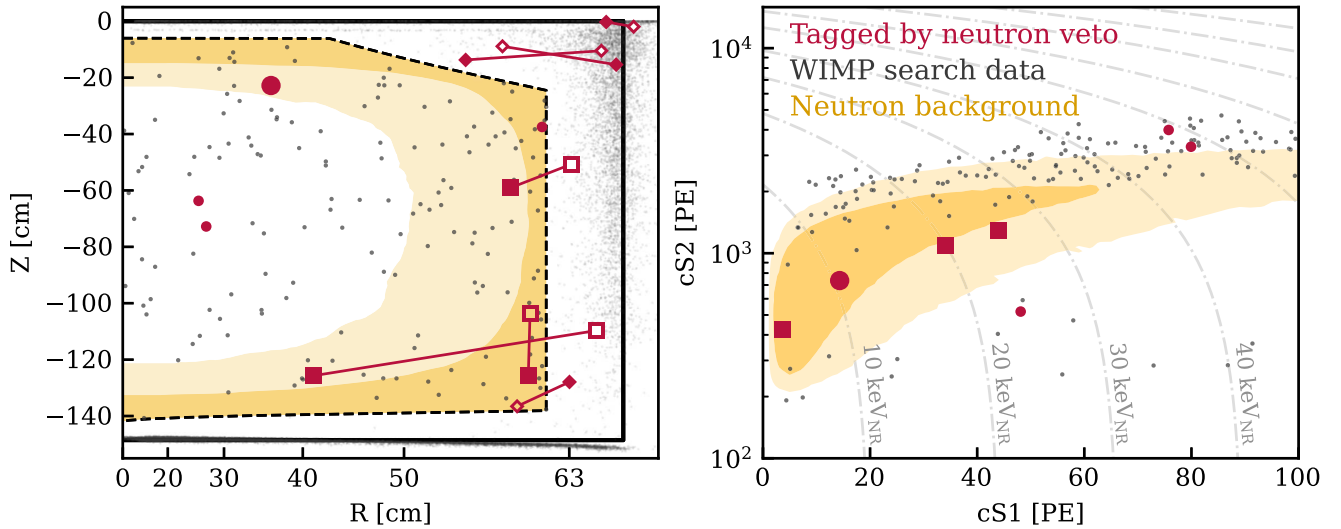 0
−20
−40
−60
−80
−100
−120
−140
Z [cm]
0
20
30
40
50
63
R [cm]
Tagged by neutron veto
WIMP search data
Neutron background
10 keV_NR
20 keV_NR
30 keV_NR
40 keV_NR
10⁴
10³
10²
cS2 [PE]
0
20
40
60
80
100
cS1 [PE]